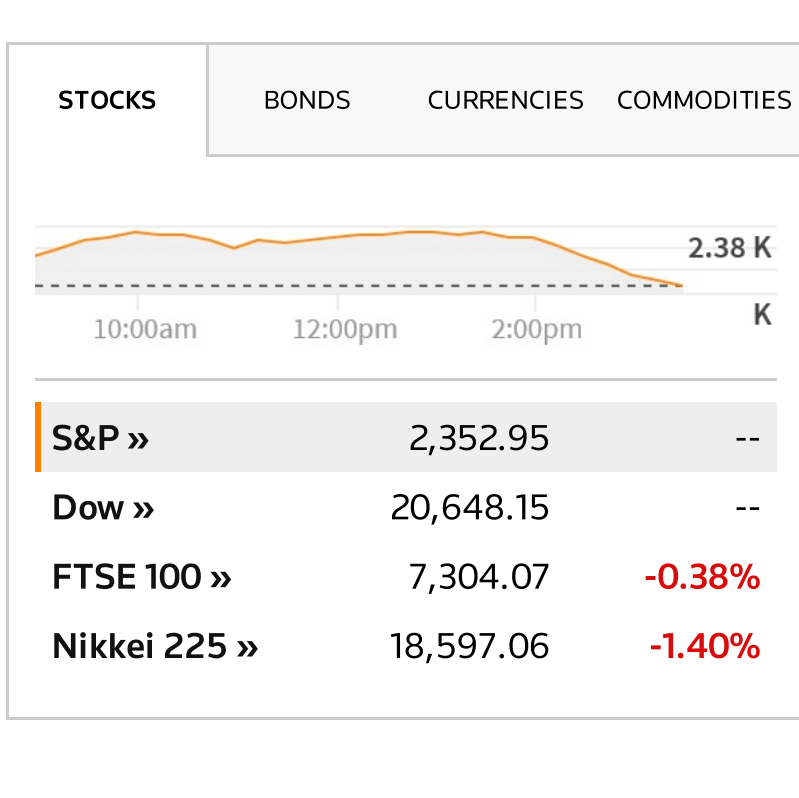 STOCKS BONDS CURRENCIES COMMODITIES
2.38 K
K
10:00am 12:00pm 2:00pm
S&P » 2,352.95 --
Dow » 20,648.15 --
FTSE 100 » 7,304.07 -0.38%
Nikkei 225 » 18,597.06 -1.40%